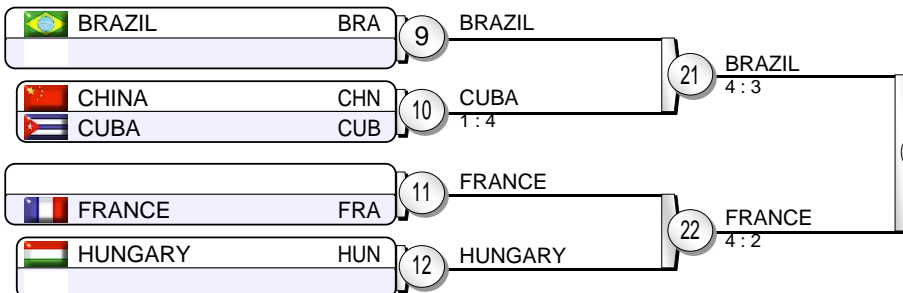 BRAZIL BRA
9
BRAZIL
21
BRAZIL
4 : 3
CHINA CHN
CUBA CUB
10
CUBA
1 : 4
11
FRANCE
FRANCE FRA
22
FRANCE
4 : 2
HUNGARY HUN
12
HUNGARY